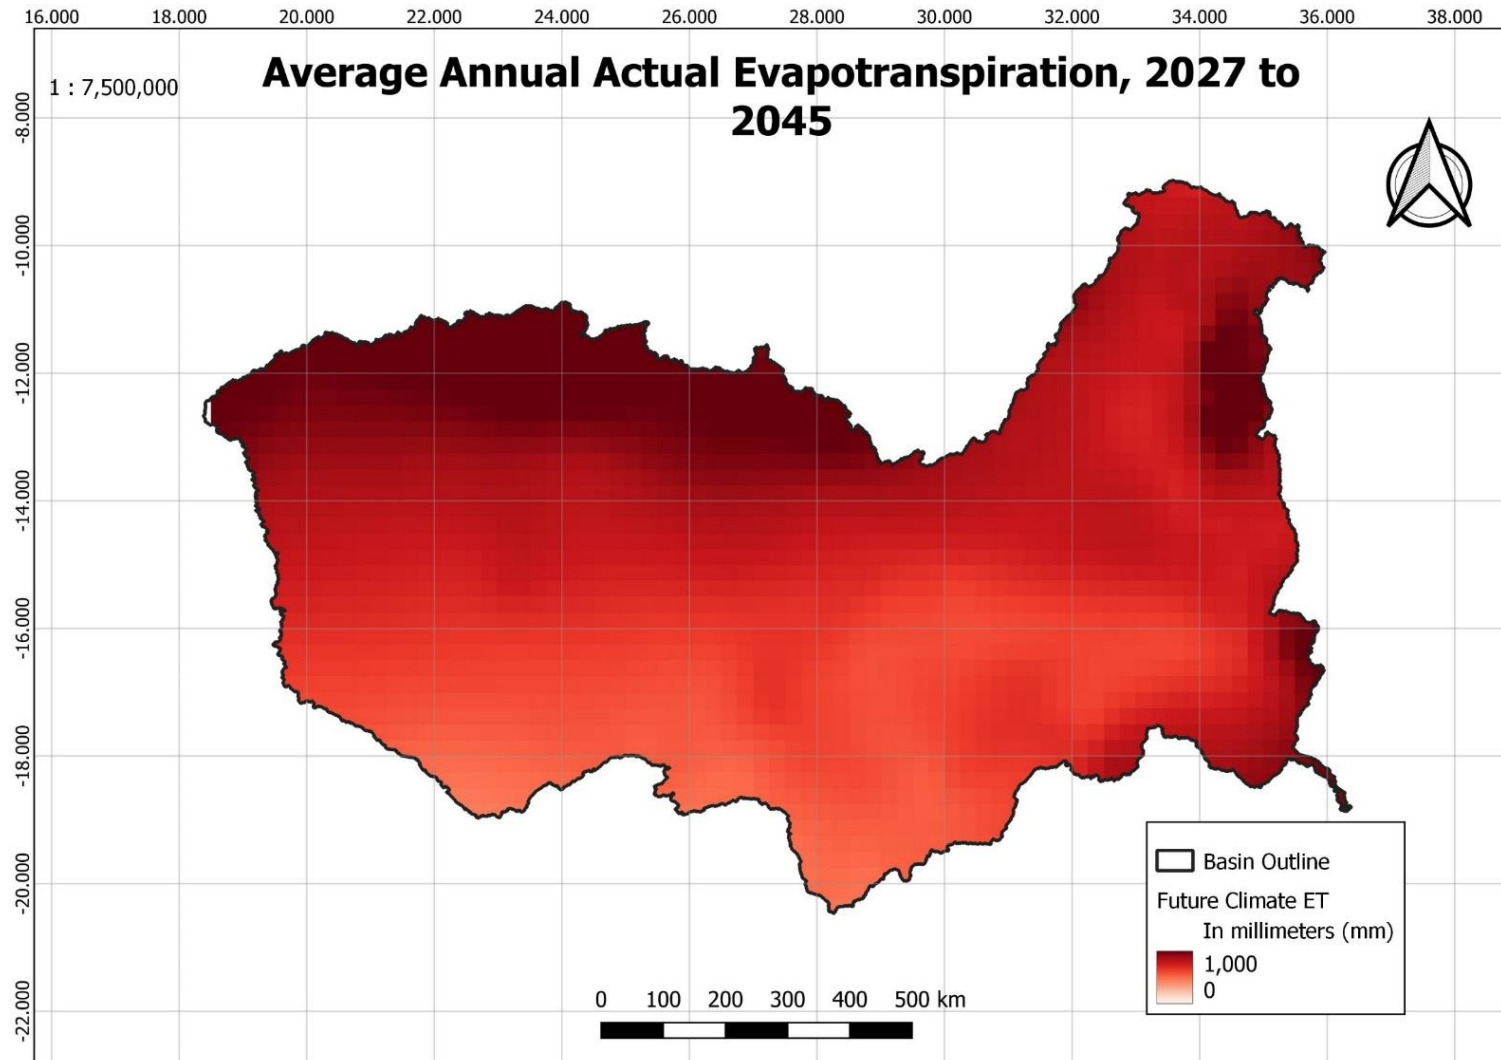 16.000 18.000 20.000 22.000 24.000 26.000 28.000 30.000 32.000 34.000 36.000 38.000
1 : 7,500,000
Average Annual Actual Evapotranspiration, 2027 to
2045
-8.000
-10.000
-12.000
-14.000
-16.000
-18.000
-20.000
-22.000
Basin Outline
Future Climate ET
In millimeters (mm)
1,000
0
0 100 200 300 400 500 km